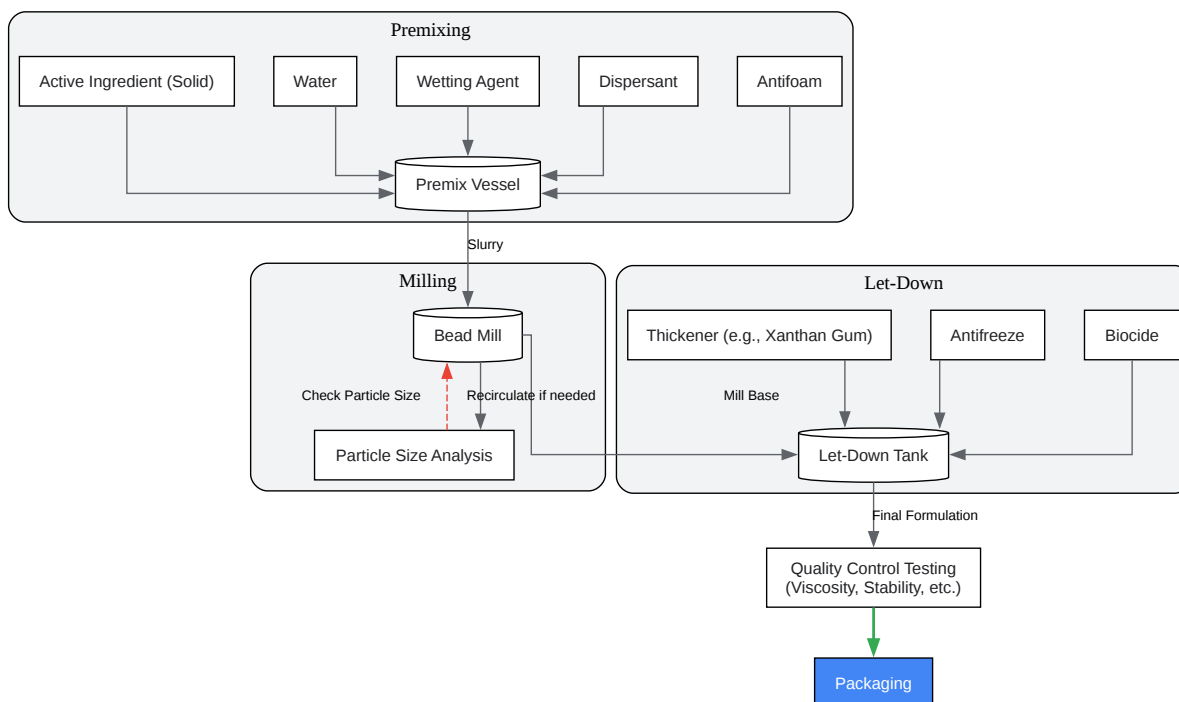 Premixing
Active Ingredient (Solid)
Water
Wetting Agent
Dispersant
Antifoam
Premix Vessel
Slurry
Milling
Bead Mill
Check Particle Size
Recirculate if needed
Particle Size Analysis
Let-Down
Thickener (e.g., Xanthan Gum)
Antifreeze
Biocide
Mill Base
Let-Down Tank
Final Formulation
Quality Control Testing
(Viscosity, Stability, etc.)
Packaging